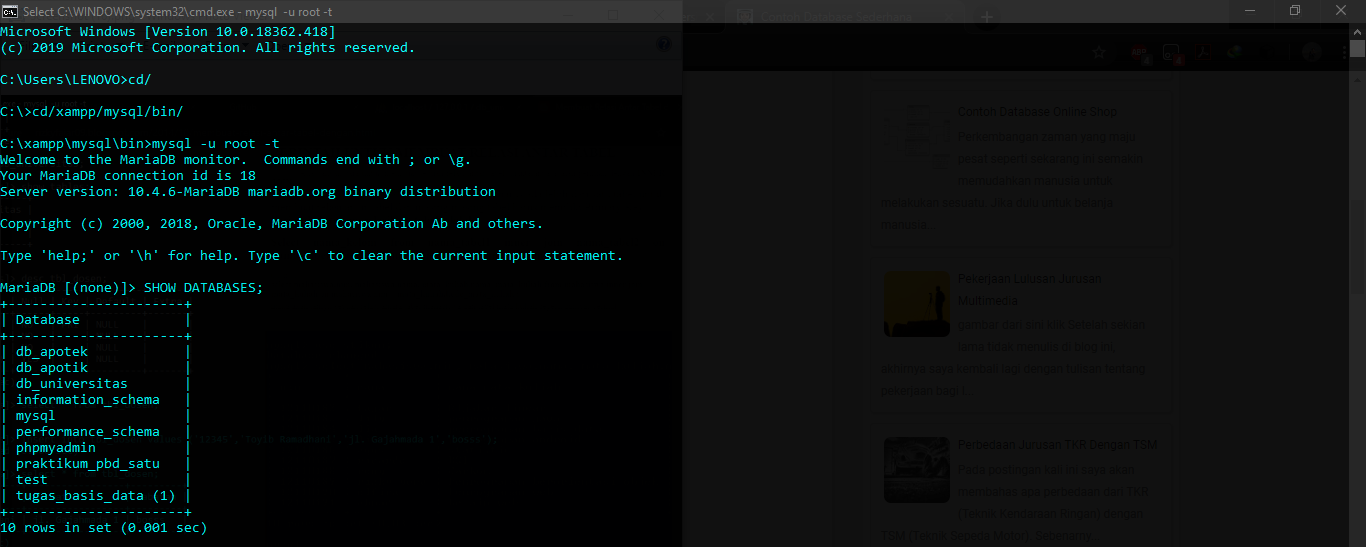 Select C:\WINDOWS\system32\cmd.exe - mysql -u root -t
Microsoft Windows [Version 10.0.18362.418]
(c) 2019 Microsoft Corporation. All rights reserved.
C:\Users\LENOVO>cd/
C:\>cd/xampp/mysql/bin/
C:\xampp\mysql\bin>mysql -u root -t
Welcome to the MariaDB monitor.  Commands end with ; or \g.
Your MariaDB connection id is 18
Server version: 10.4.6-MariaDB mariadb.org binary distribution
Copyright (c) 2000, 2018, Oracle, MariaDB Corporation Ab and others.
Type 'help;' or '\h' for help. Type '\c' to clear the current input statement.
MariaDB [(none)]> SHOW DATABASES;
+----------------------+
| Database             |
+----------------------+
| db_apotek            |
| db_apotik            |
| db_universitas       |
| information_schema   |
| mysql                |
| performance_schema   |
| phpmyadmin           |
| praktikum_pbd_satu   |
| test                 |
| tugas_basis_data (1) |
+----------------------+
10 rows in set (0.001 sec)
Contoh Database Online Shop
Perkembangan zaman yang mau
pesat seperti sekarang ini semakin
memudahkan manusia untuk
melakukan sesuatu. Jika dulu untuk belanja
manusia...
Pekerjaan Lulusan Jurusan
Multimedia
gambar dari sini kak Setelah sekian
lama tidak menulis di blog ini,
akhirnya saya kembali lagi dengan tulisan tentang
pekerjaan bagi l...
Perbedaan Jurusan TKR Dengan TSM
Pada postingan kali ini saya akan
membahas apa perbedaan dari TKR
(Teknik Kendaraan Ringan) dengan
TSM (Teknik Sepeda Motor). Sebenarny...